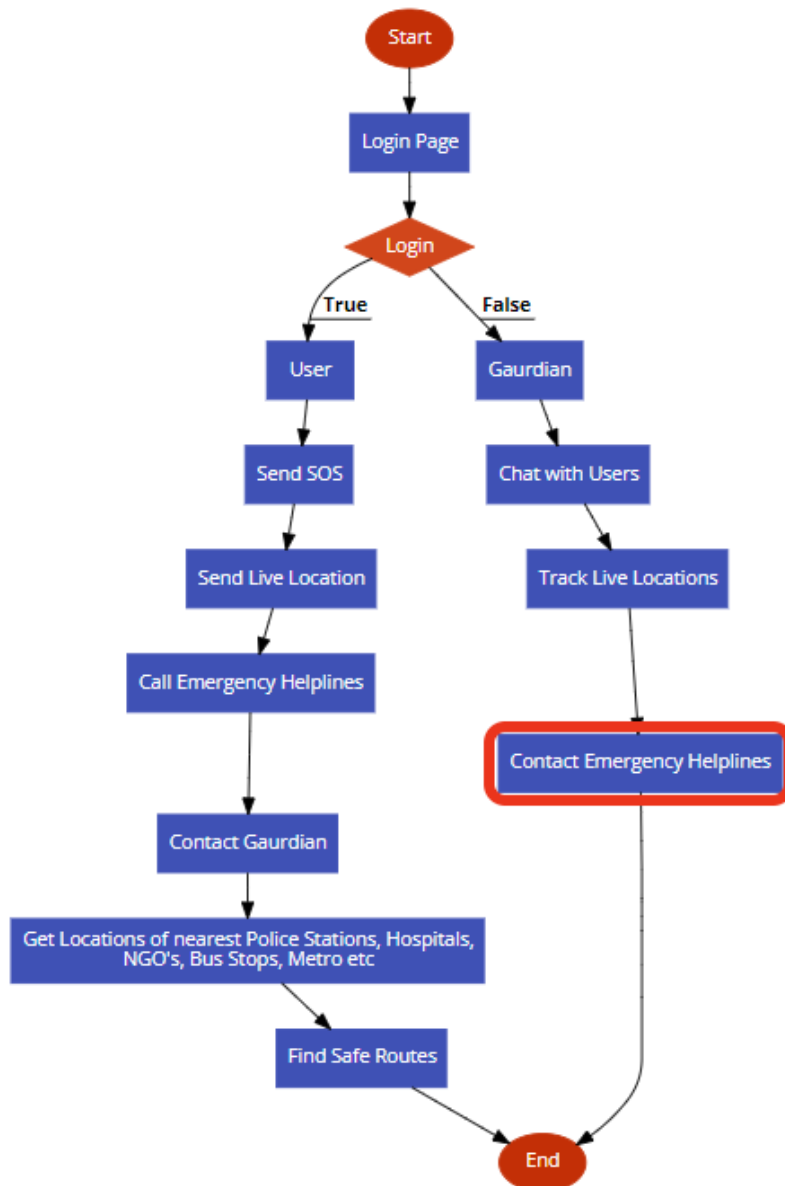 Start
Login Page
Login
True
False
User
Gaurdian
Send SOS
Chat with Users
Send Live Location
Track Live Locations
Call Emergency Helplines
Contact Emergency Helplines
Contact Gaurdian
Get Locations of nearest Police Stations, Hospitals,
NGO's, Bus Stops, Metro etc
Find Safe Routes
End